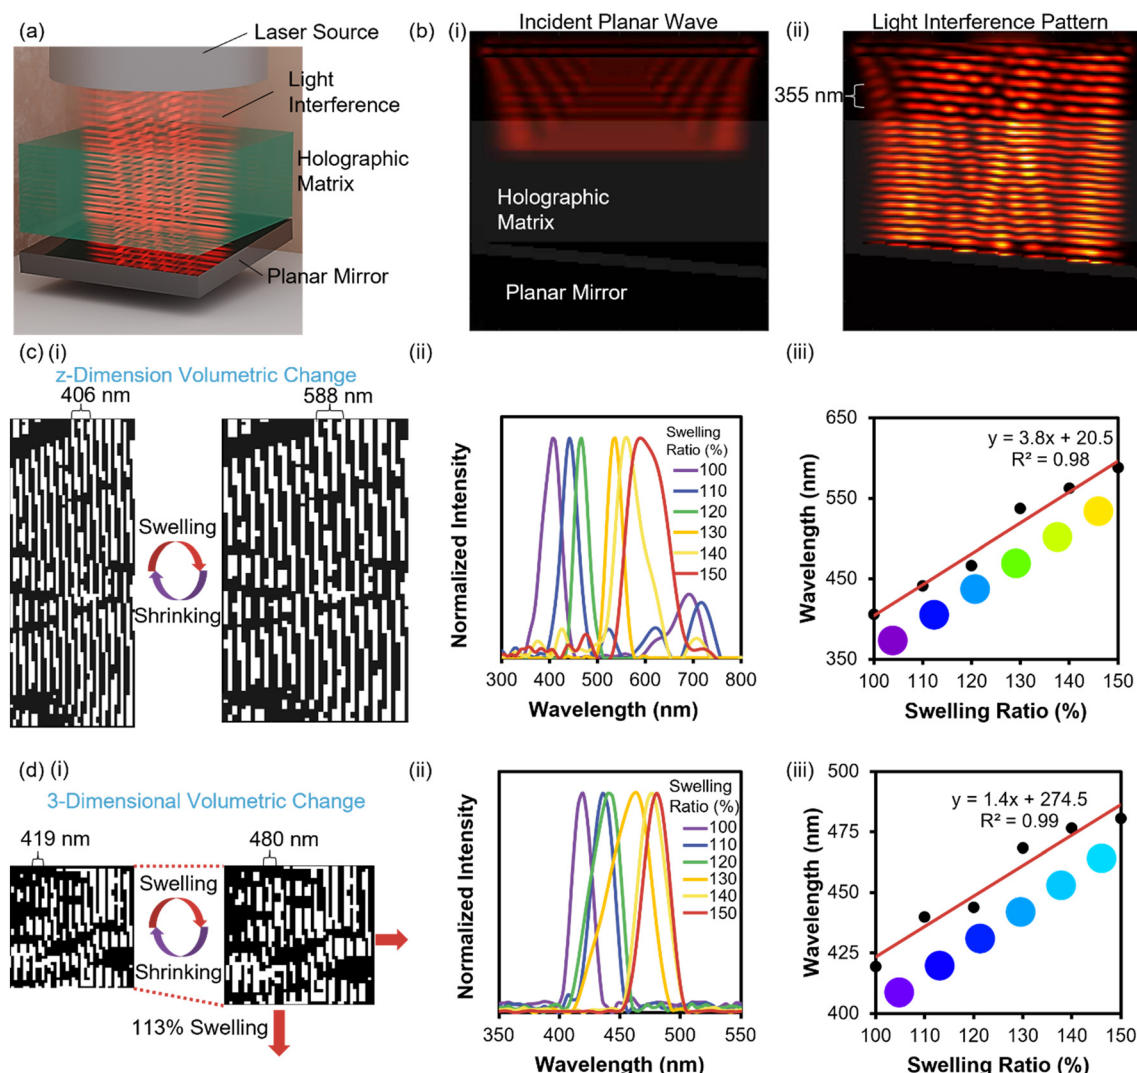 (a)
Laser Source
Light
Interference
Holographic
Matrix
Planar Mirror
(b) (i)
Incident Planar Wave
Holographic
Matrix
Planar Mirror
(ii)
Light Interference Pattern
355 nm
(c) (i)
z-Dimension Volumetric Change
406 nm
588 nm
Swelling
Shrinking
(ii)
Normalized Intensity
Swelling
Ratio (%)
100
110
120
130
140
150
300 400 500 600 700 800
Wavelength (nm)
(iii)
Wavelength (nm)
650
550
450
350
y = 3.8x + 20.5
R² = 0.98
100 110 120 130 140 150
Swelling Ratio (%)
(d) (i)
3-Dimensional Volumetric Change
419 nm
480 nm
Swelling
Shrinking
113% Swelling
(ii)
Normalized Intensity
Swelling
Ratio (%)
100
110
120
130
140
150
350 400 450 500 550
Wavelength (nm)
(iii)
Wavelength (nm)
500
475
450
425
400
y = 1.4x + 274.5
R² = 0.99
100 110 120 130 140 150
Swelling Ratio (%)